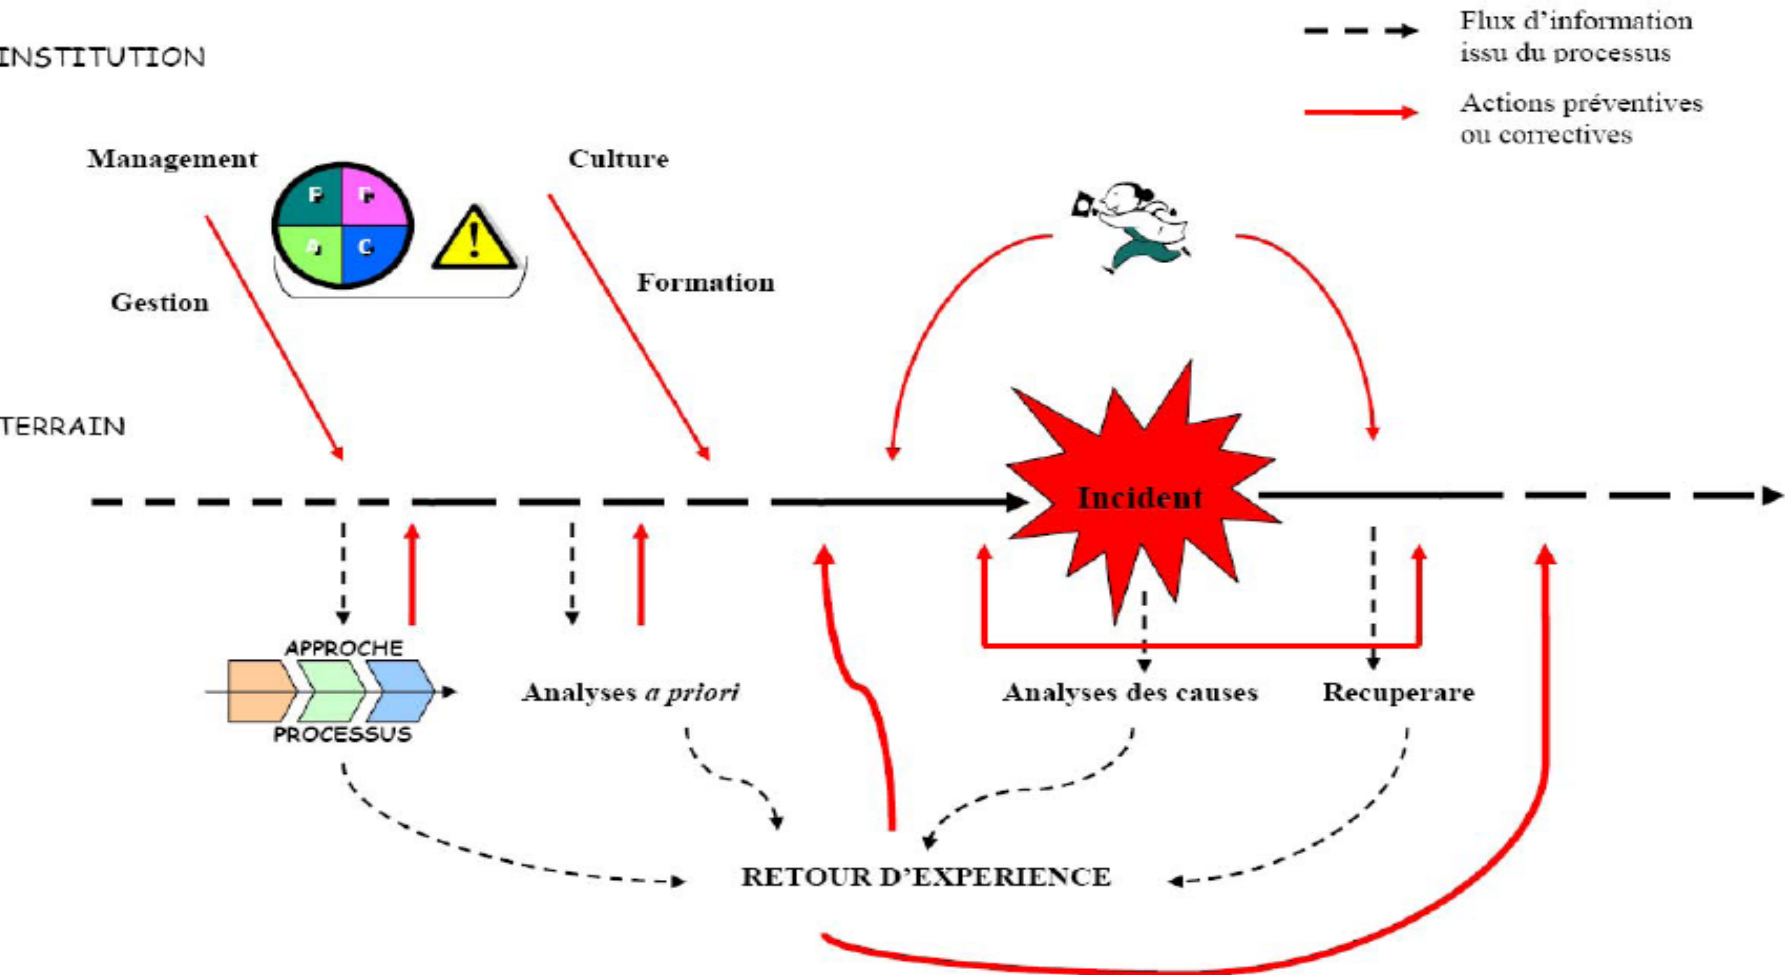 Flux d'information
issu du processus
INSTITUTION
Actions préventives
ou correctives
Management
Culture
A
C
!
Gestion
Formation
TERRAIN
Incident
APPROCHE
PROCESSUS
Analyses a priori
Analyses des causes
Recuperare
RETOUR D'EXPERIENCE